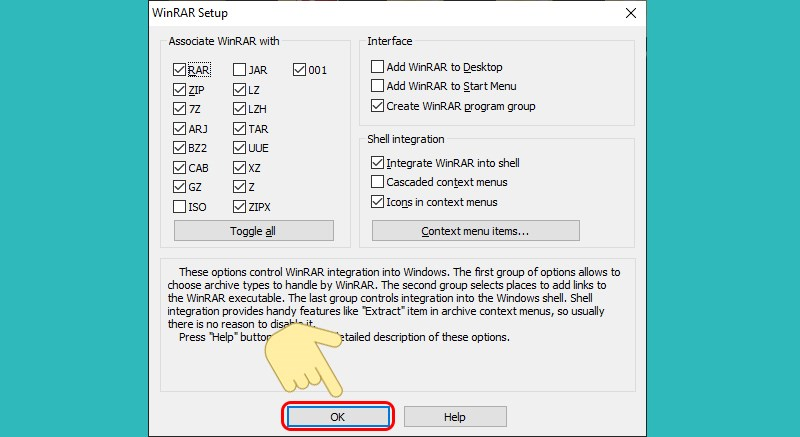 WinRAR Setup
Associate WinRAR with
RAR JAR 001
ZIP LZ
7Z LZH
ARJ TAR
BZ2 UUE
CAB XZ
GZ Z
ISO ZIPX
Toggle all
Interface
Add WinRAR to Desktop
Add WinRAR to Start Menu
Create WinRAR program group
Shell integration
Integrate WinRAR into shell
Cascaded context menus
Icons in context menus
Context menu items...
These options control WinRAR integration into Windows. The first group of options allows to
choose archive types to handle by WinRAR. The second group selects places to add links to
the WinRAR executable. The last group controls integration into the Windows shell. Shell
integration provides handy features like "Extract" item in archive context menus, so usually
there is no reason to disable it.
Press "Help" button detailed description of these options.
OK
Help